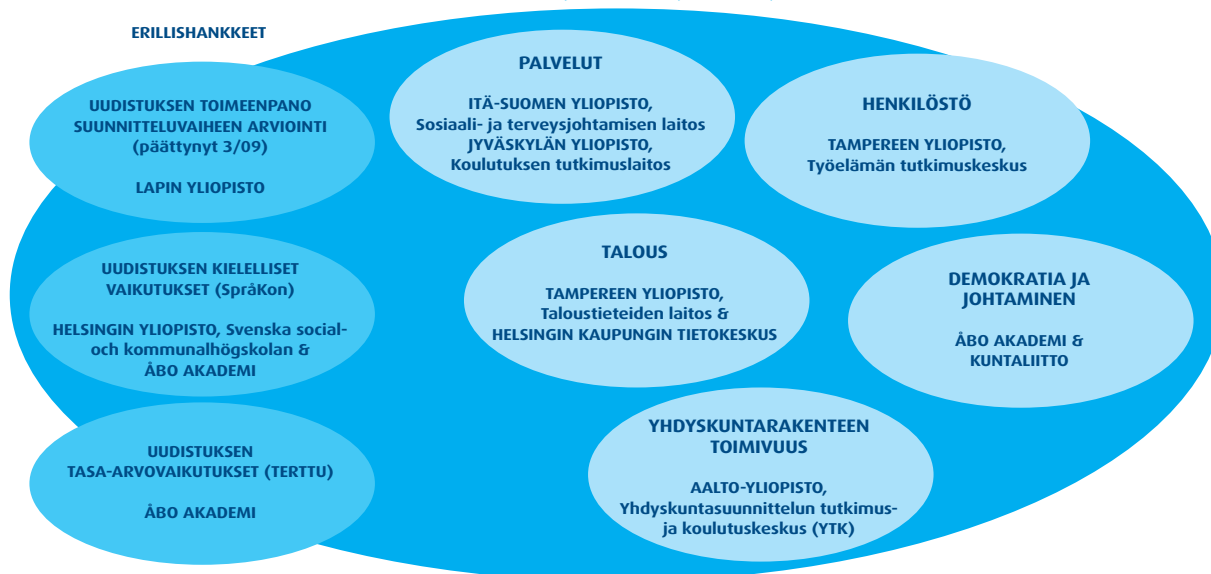 ERILLISHANKKEET
UUDISTUKSEN TOIMEENPANO
SUUNNITTELUVAIHEEN ARVIOINTI
(päättynyt 3/09)
LAPIN YLIOPISTO
UUDISTUKSEN KIELELLISET
VAIKUTUKSET (SpråKon)
HELSINGIN YLIOPISTO, Svenska social-
och kommunalhögskolan &
ÅBO AKADEMI
UUDISTUKSEN
TASA-ARVOVAIKUTUKSET (TERTTU)
ÅBO AKADEMI
PALVELUT
ITÄ-SUOMEN YLIOPISTO,
Sosiaali- ja terveysjohtamisen laitos
JYVÄSKYLÄN YLIOPISTO,
Koulutuksen tutkimuslaitos
HENKILÖSTÖ
TAMPEREEN YLIOPISTO,
Työelämän tutkimuskeskus
TALOUS
TAMPEREEN YLIOPISTO,
Taloustieteiden laitos &
HELSINGIN KAUPUNGIN TIETOKESKUS
DEMOKRATIA JA
JOHTAMINEN
ÅBO AKADEMI &
KUNTALIITTO
YHDYSKUNTARAKENTEEN
TOIMIVUUS
AALTO-YLIOPISTO,
Yhdyskuntasuunnittelun tutkimus-
ja koulutuskeskus (YTK)